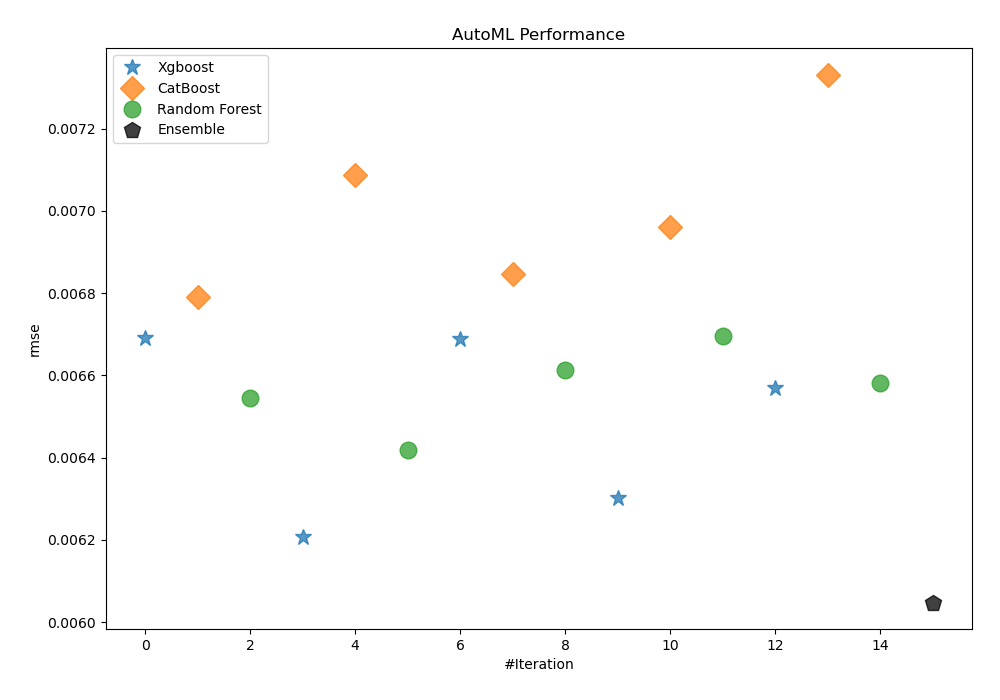 AutoML Performance
Xgboost
CatBoost
Random Forest
Ensemble
0.0072
0.0070
0.0068
0.0066
0.0064
0.0062
0.0060
rmse
0 2 4 6 8 10 12 14
#Iteration